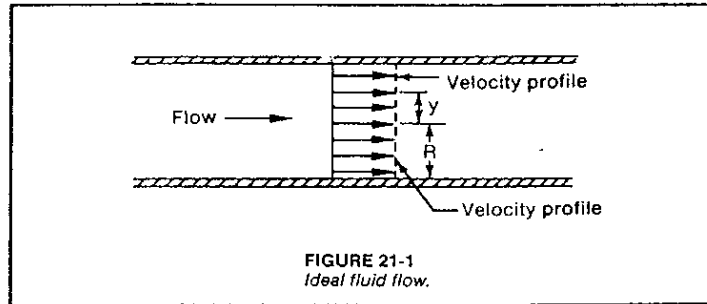 Velocity profile
y
Flow
R
Velocity profile
FIGURE 21-1
Ideal fluid flow.